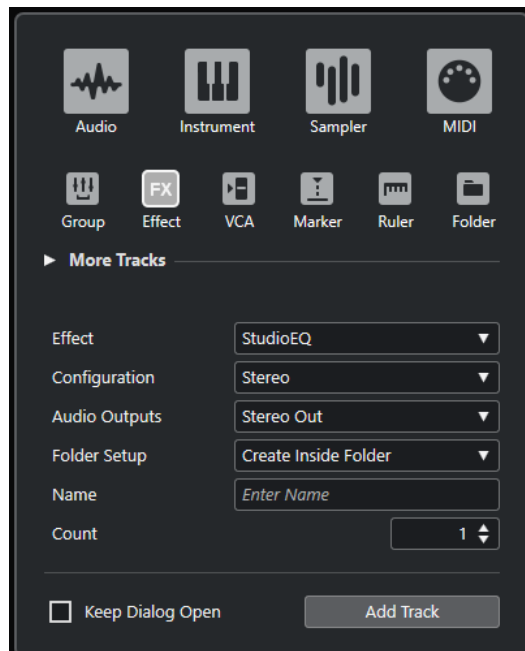 Audio Instrument Sampler MIDI
FX
Group Effect VCA Marker Ruler Folder
More Tracks
Effect StudioEQ
Configuration Stereo
Audio Outputs Stereo Out
Folder Setup Create Inside Folder
Name Enter Name
Count 1
Keep Dialog Open Add Track